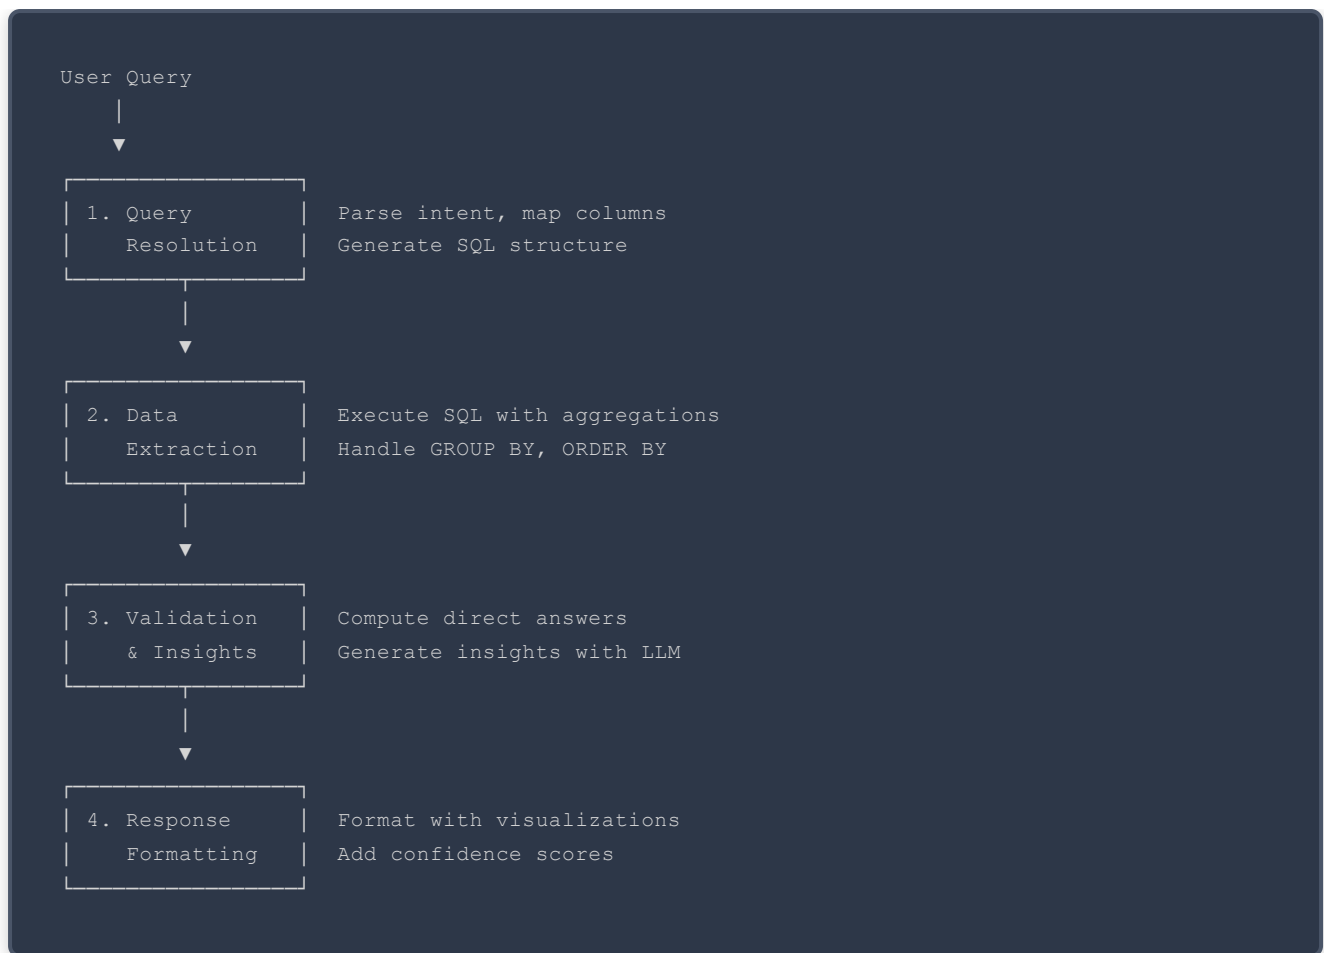 User Query
1. Query Parse intent, map columns
Resolution Generate SQL structure
2. Data Execute SQL with aggregations
Extraction Handle GROUP BY, ORDER BY
3. Validation Compute direct answers
& Insights Generate insights with LLM
4. Response Format with visualizations
Formatting Add confidence scores